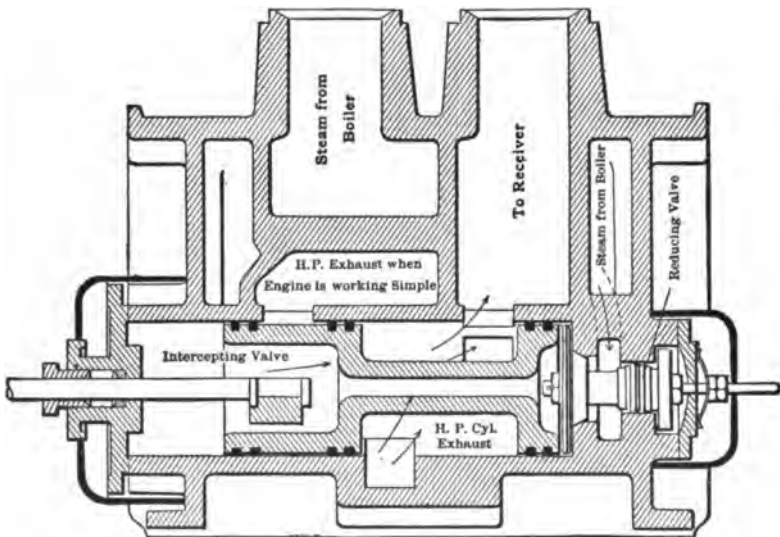 Steam from
Boiler
To Receiver
Steam from Boiler
Reducing Valve
H.P. Exhaust when
Engine is working Simple
Intercepting Valve
H. P. Cyl.
Exhaust